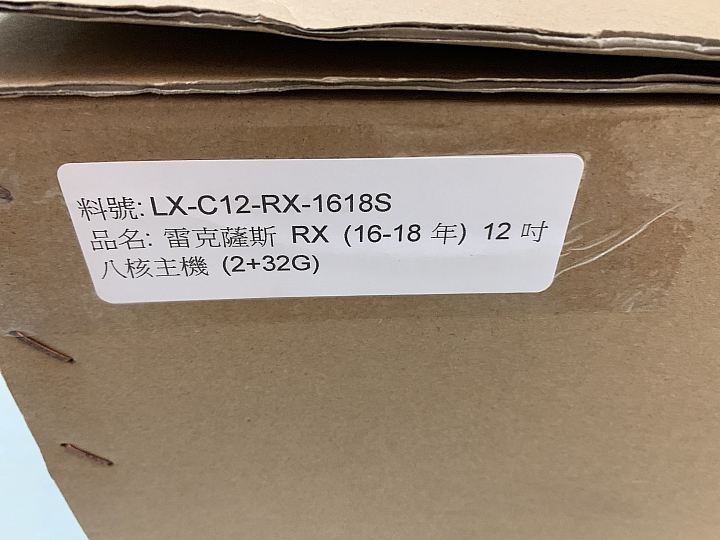 料號: LX-C12-RX-1618S
品名: 雷克薩斯 RX (16-18 年) 12 吋
八核主機 (2+32G)